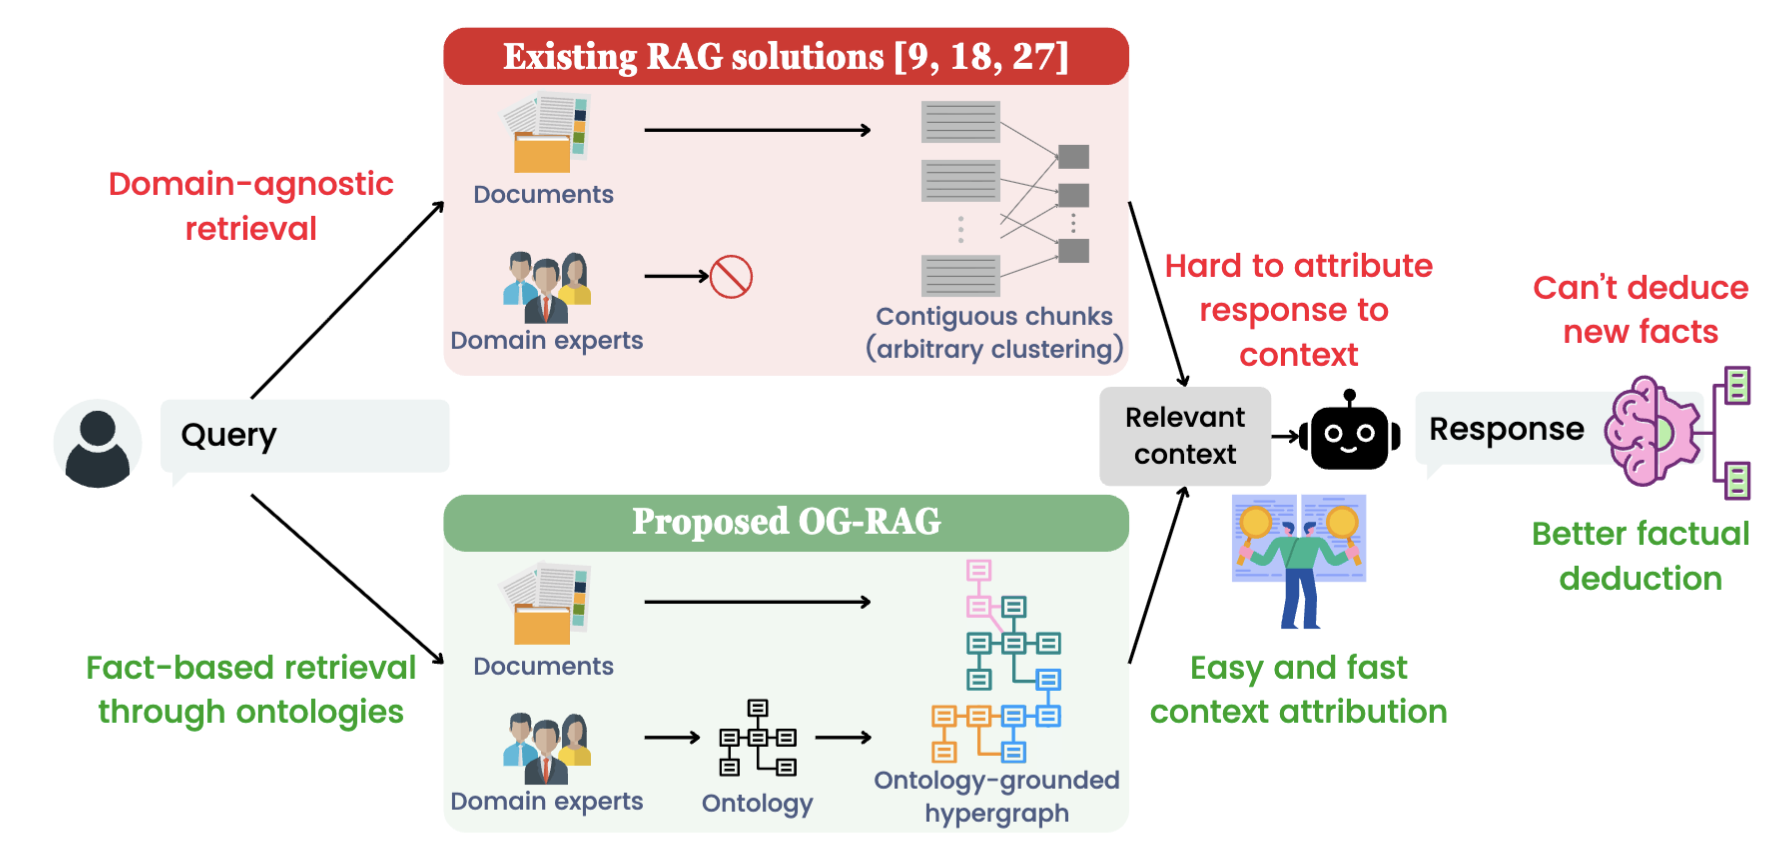 Existing RAG solutions [9, 18, 27]
Documents
Domain experts
Contiguous chunks
(arbitrary clustering)
Domain-agnostic
retrieval
Hard to attribute
response to
context
Can't deduce
new facts
Query
Relevant
context
Response
Proposed OG-RAG
Documents
Domain experts
Ontology
Ontology-grounded
hypergraph
Fact-based retrieval
through ontologies
Easy and fast
context attribution
Better factual
deduction